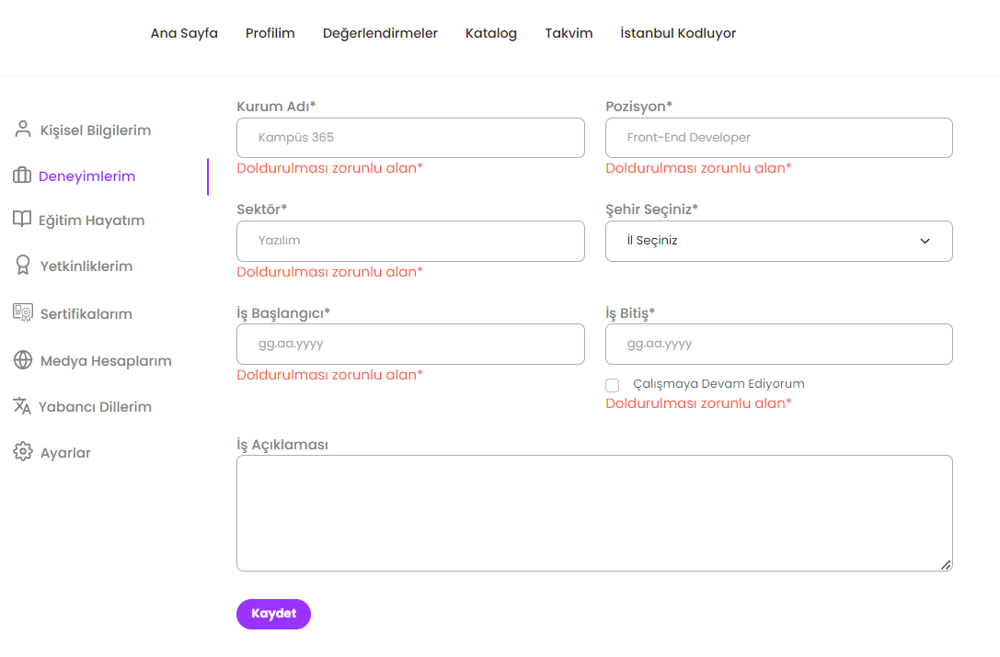 Ana Sayfa Profilim Değerlendirmeler Katalog Takvim İstanbul Kodluyor
Kişisel Bilgilerim
Deneyimlerim
Eğitim Hayatım
Yetkinliklerim
Sertifikalarım
Medya Hesaplarım
Yabancı Dillerim
Ayarlar
Kurum Adı* Pozisyon*
Kampüs 365 Front-End Developer
Doldurulması zorunlu alan* Doldurulması zorunlu alan*
Sektör* Şehir Seçiniz*
Yazılım İl Seçiniz
Doldurulması zorunlu alan*
İş Başlangıcı* İş Bitiş*
gg.aa.yyyy gg.aa.yyyy
Doldurulması zorunlu alan* Çalışmaya Devam Ediyorum
Doldurulması zorunlu alan*
İş Açıklaması
Kaydet